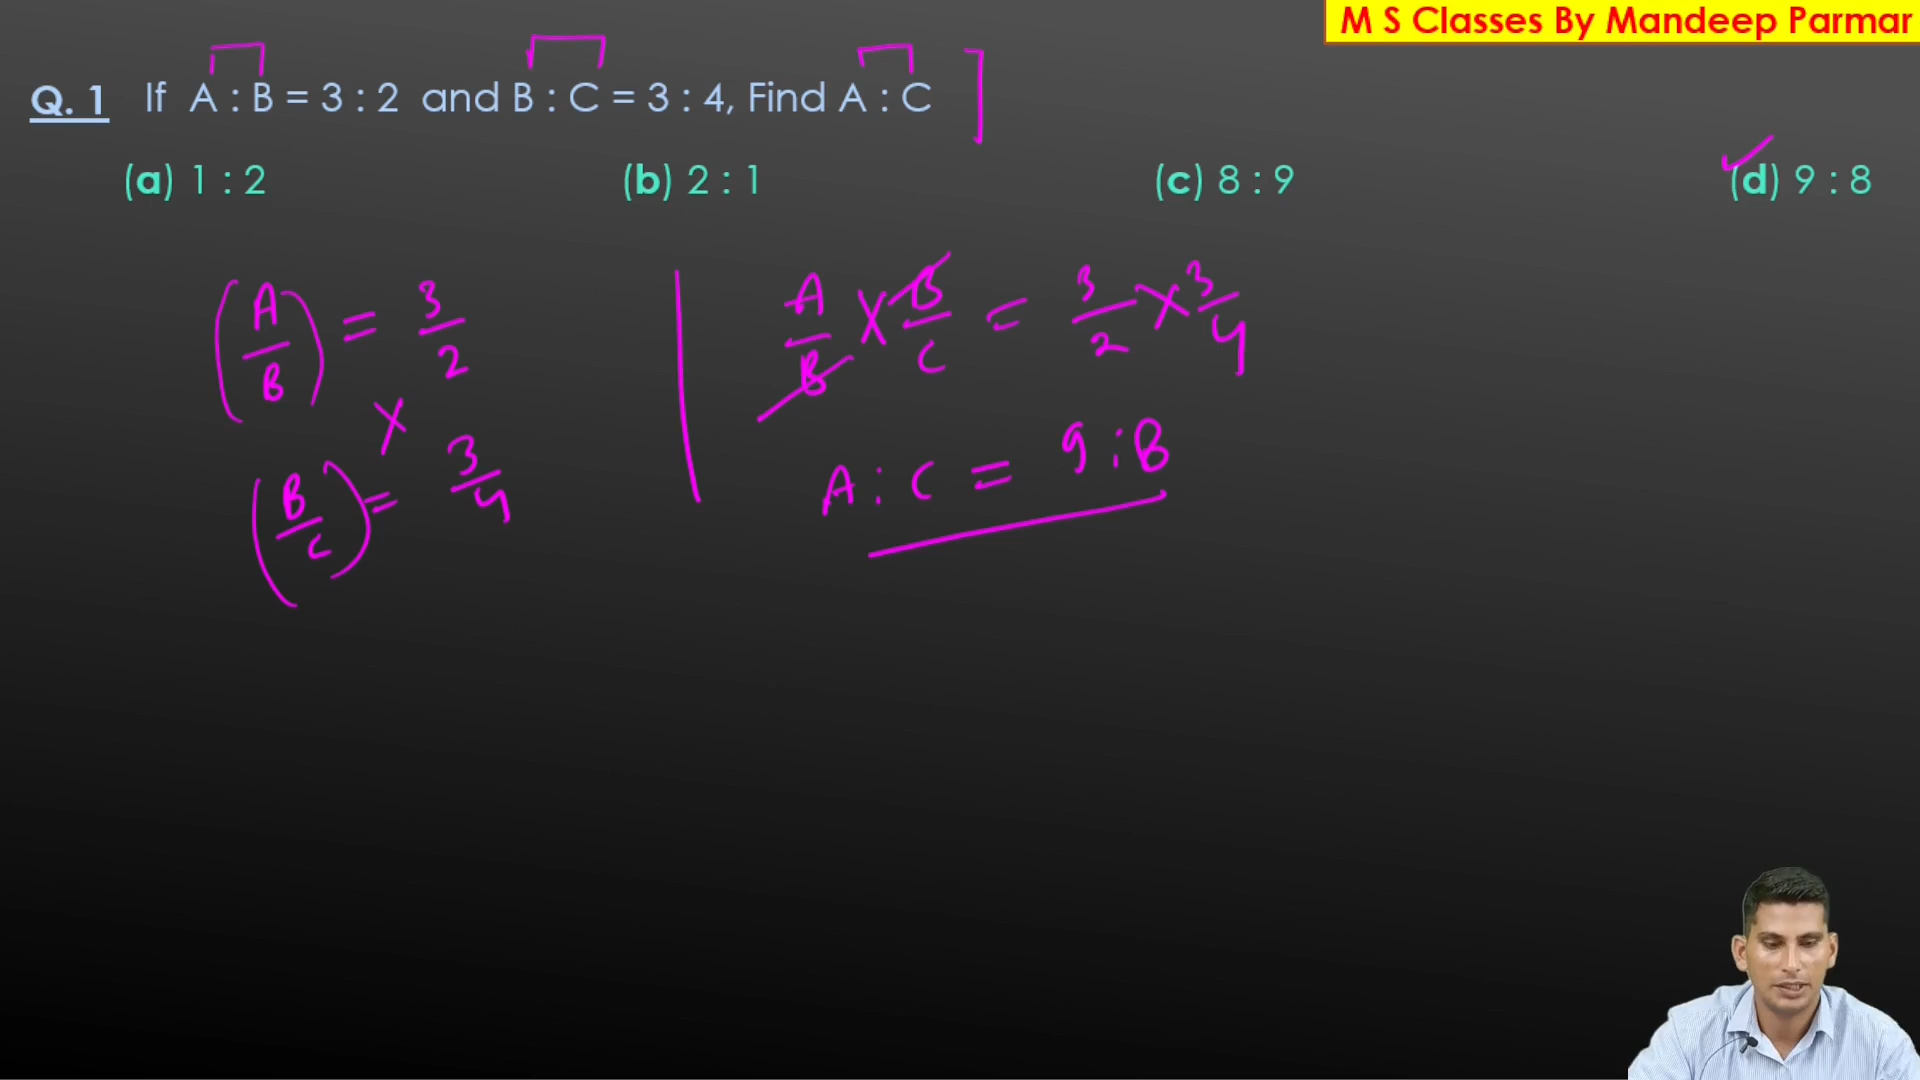 M S Classes By Mandeep Parmar
Q. 1 If A : B = 3 : 2 and B : C = 3 : 4, Find A : C
(a) 1 : 2 (b) 2 : 1 (c) 8 : 9 (d) 9 : 8
(A/B) = 3/2
×
(B/C) = 3/4
A/B × B/C = 3/2 × 3/4
A : C = 9 : 8